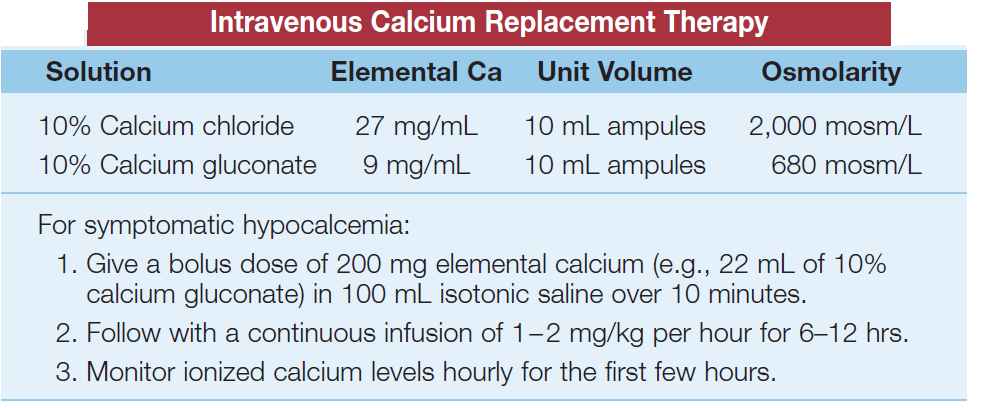 Intravenous Calcium Replacement Therapy
Solution Elemental Ca Unit Volume Osmolarity
10% Calcium chloride 27 mg/mL 10 mL ampules 2,000 mosm/L
10% Calcium gluconate 9 mg/mL 10 mL ampules 680 mosm/L
For symptomatic hypocalcemia:
1. Give a bolus dose of 200 mg elemental calcium (e.g., 22 mL of 10%
calcium gluconate) in 100 mL isotonic saline over 10 minutes.
2. Follow with a continuous infusion of 1–2 mg/kg per hour for 6–12 hrs.
3. Monitor ionized calcium levels hourly for the first few hours.